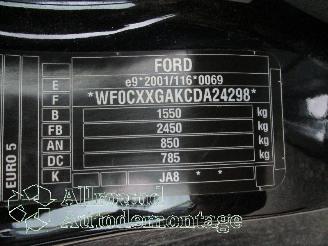 FORD
E e9*2001/116*0069
F *WF0CXXGAKCDA24298*
B 1550 kg
FB 2450 kg
AN 850 kg
DC 785 kg
K JA8 * *
EURO 5
Allround
Autodemontage